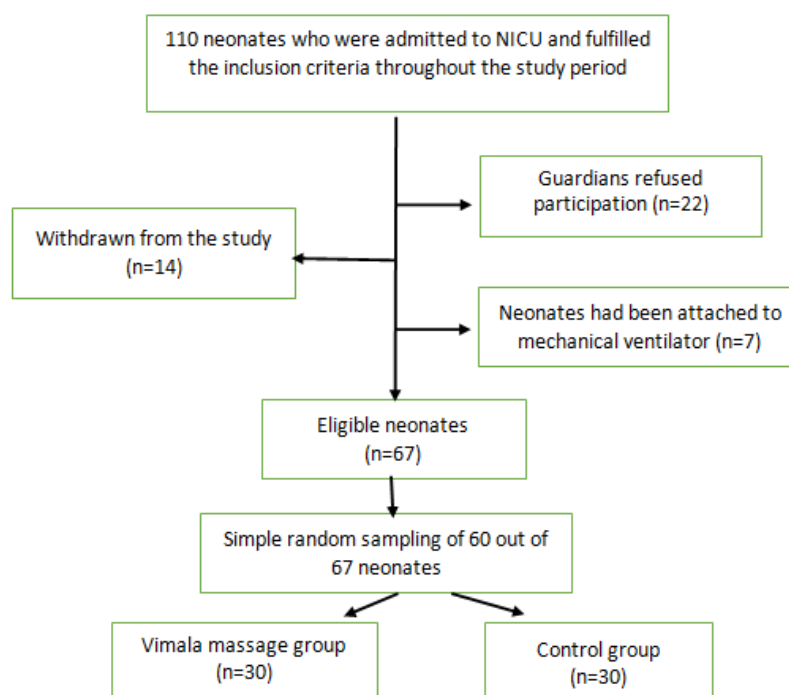 110 neonates who were admitted to NICU and fulfilled
the inclusion criteria throughout the study period
Guardians refused
participation (n=22)
Withdrawn from the study
(n=14)
Neonates had been attached to
mechanical ventilator (n=7)
Eligible neonates
(n=67)
Simple random sampling of 60 out of
67 neonates
Vimala massage group
(n=30)
Control group
(n=30)